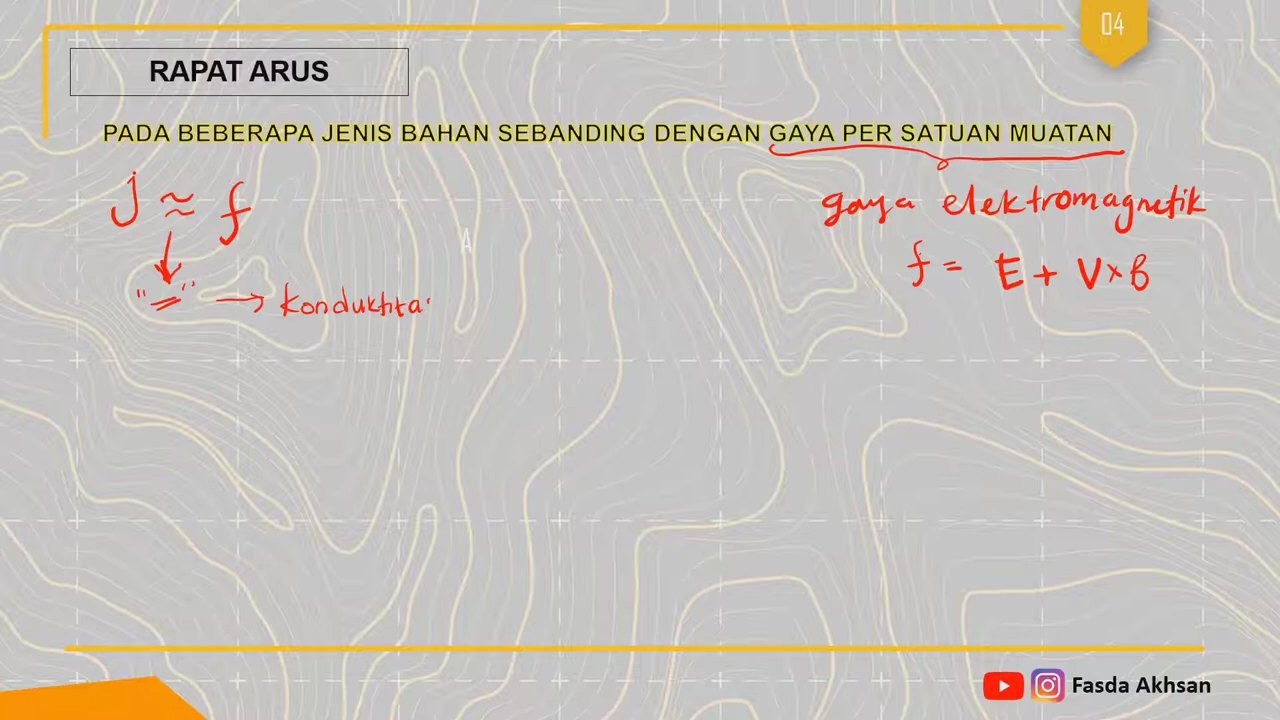 04
RAPAT ARUS
PADA BEBERAPA JENIS BAHAN SEBANDING DENGAN GAYA PER SATUAN MUATAN
J ≈ f
gaya elektromagnetik
A
f = E + V × B
"=" → konduktita
Fasda Akhsan